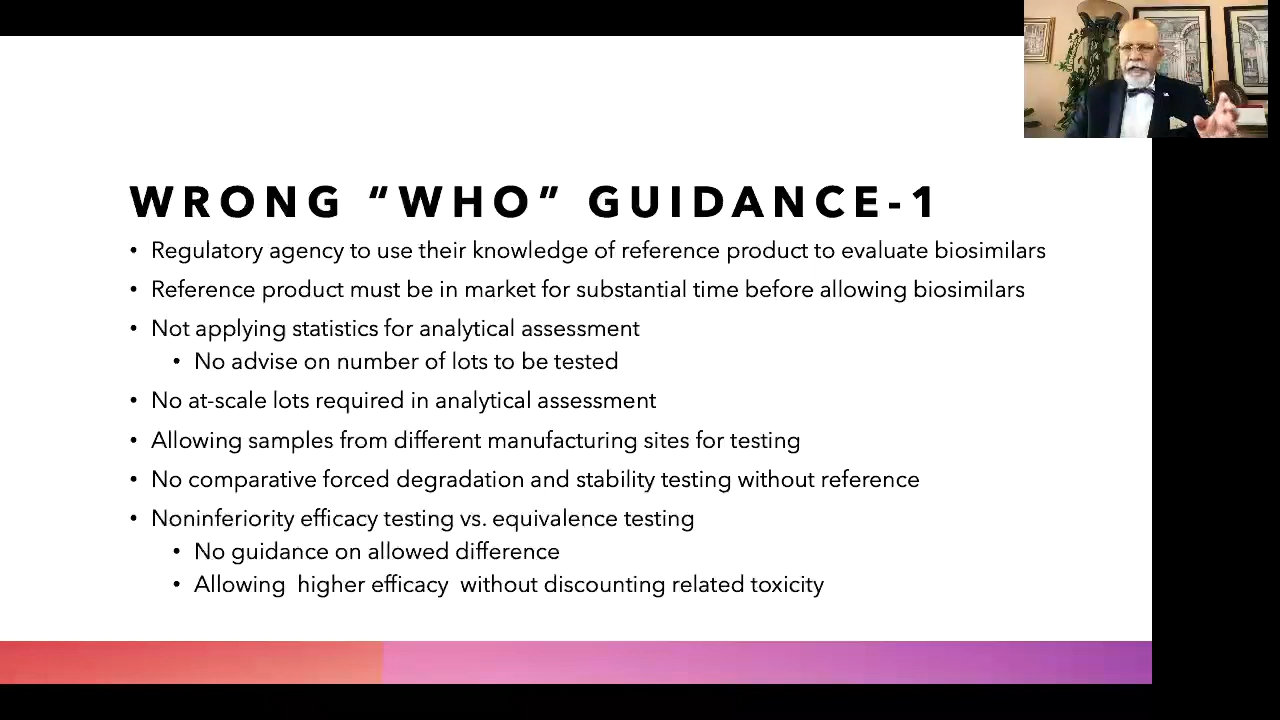 WRONG “WHO” GUIDANCE-1
• Regulatory agency to use their knowledge of reference product to evaluate biosimilars
• Reference product must be in market for substantial time before allowing biosimilars
• Not applying statistics for analytical assessment
• No advise on number of lots to be tested
• No at-scale lots required in analytical assessment
• Allowing samples from different manufacturing sites for testing
• No comparative forced degradation and stability testing without reference
• Noninferiority efficacy testing vs. equivalence testing
• No guidance on allowed difference
• Allowing  higher efficacy  without discounting related toxicity